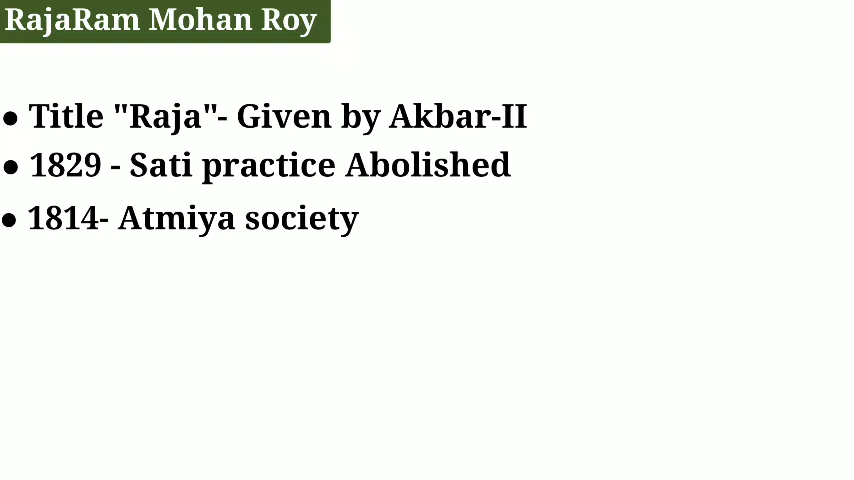 RajaRam Mohan Roy
● Title "Raja"- Given by Akbar-II
● 1829 - Sati practice Abolished
● 1814- Atmiya society